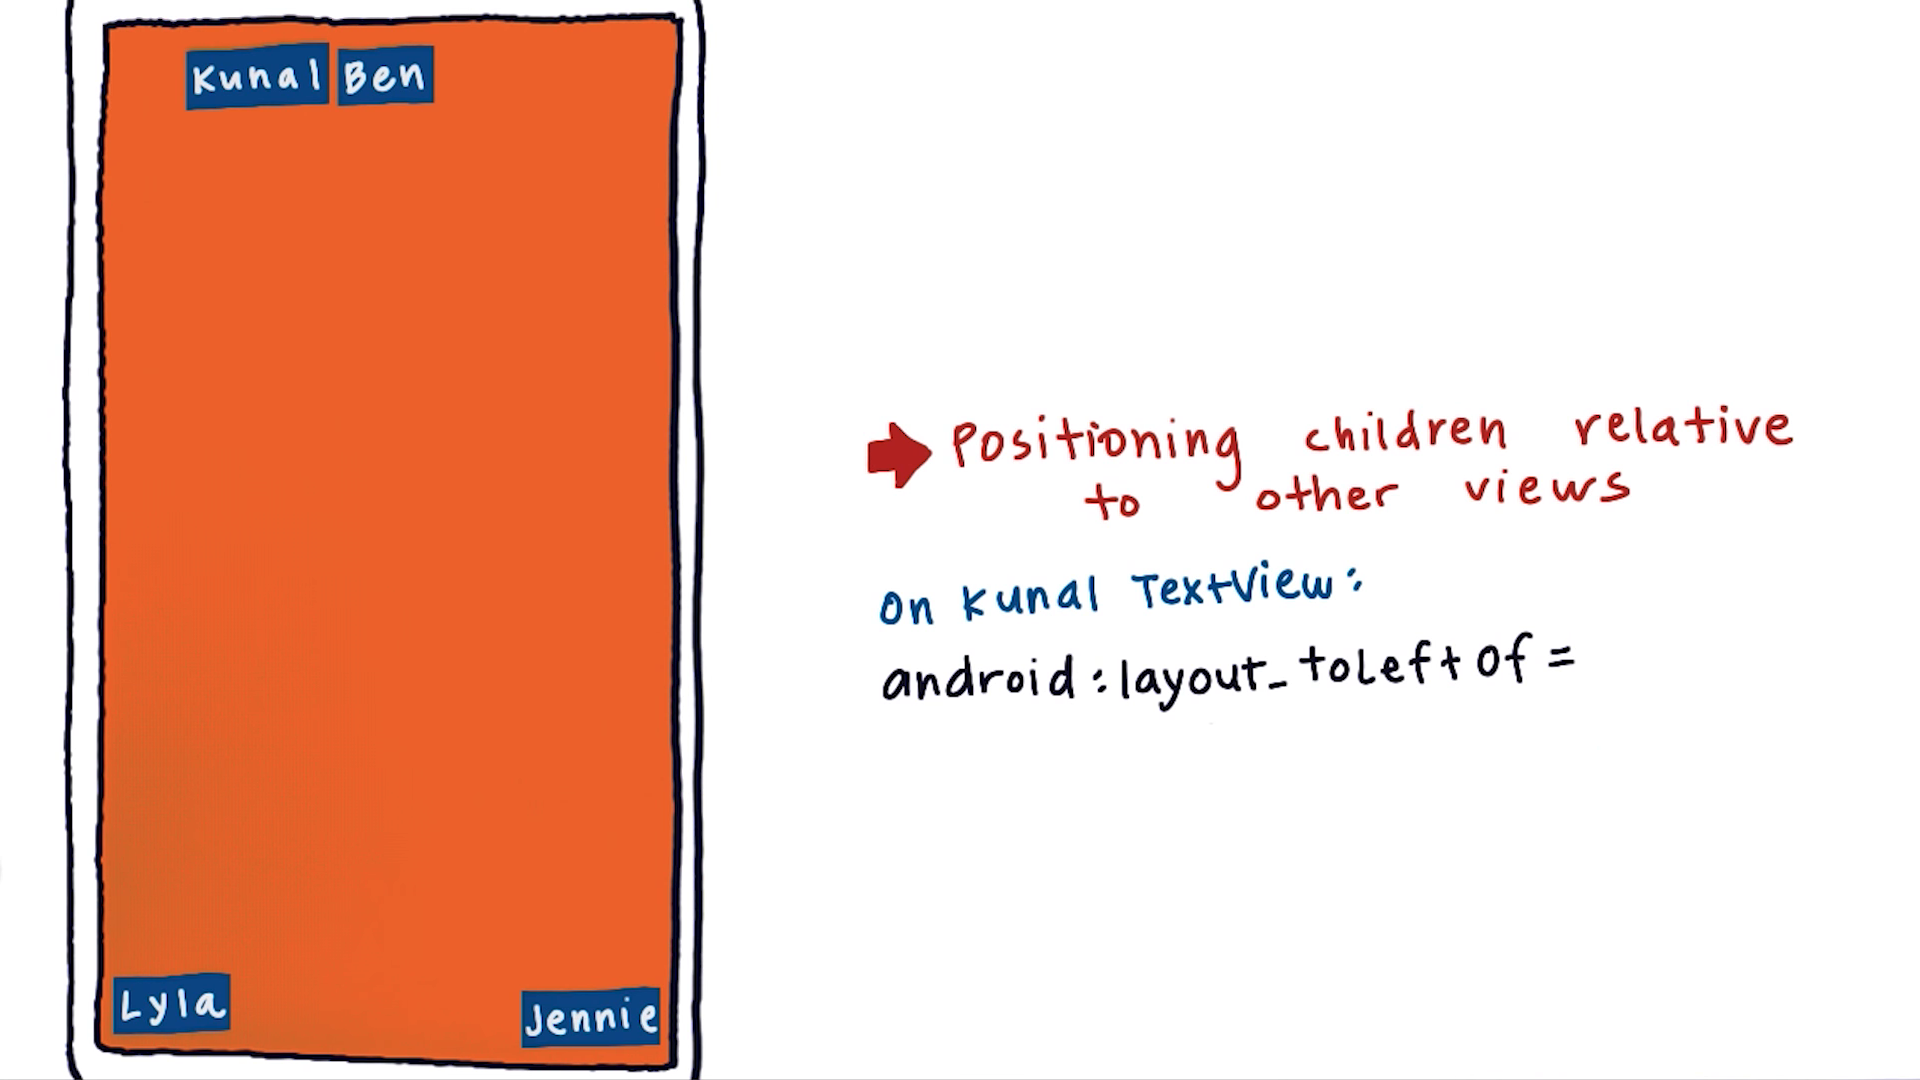 Kunal Ben
Positioning children relative
to other views
on Kunal TextView:
android:layout_toLeftOf=
Lyla
Jennie